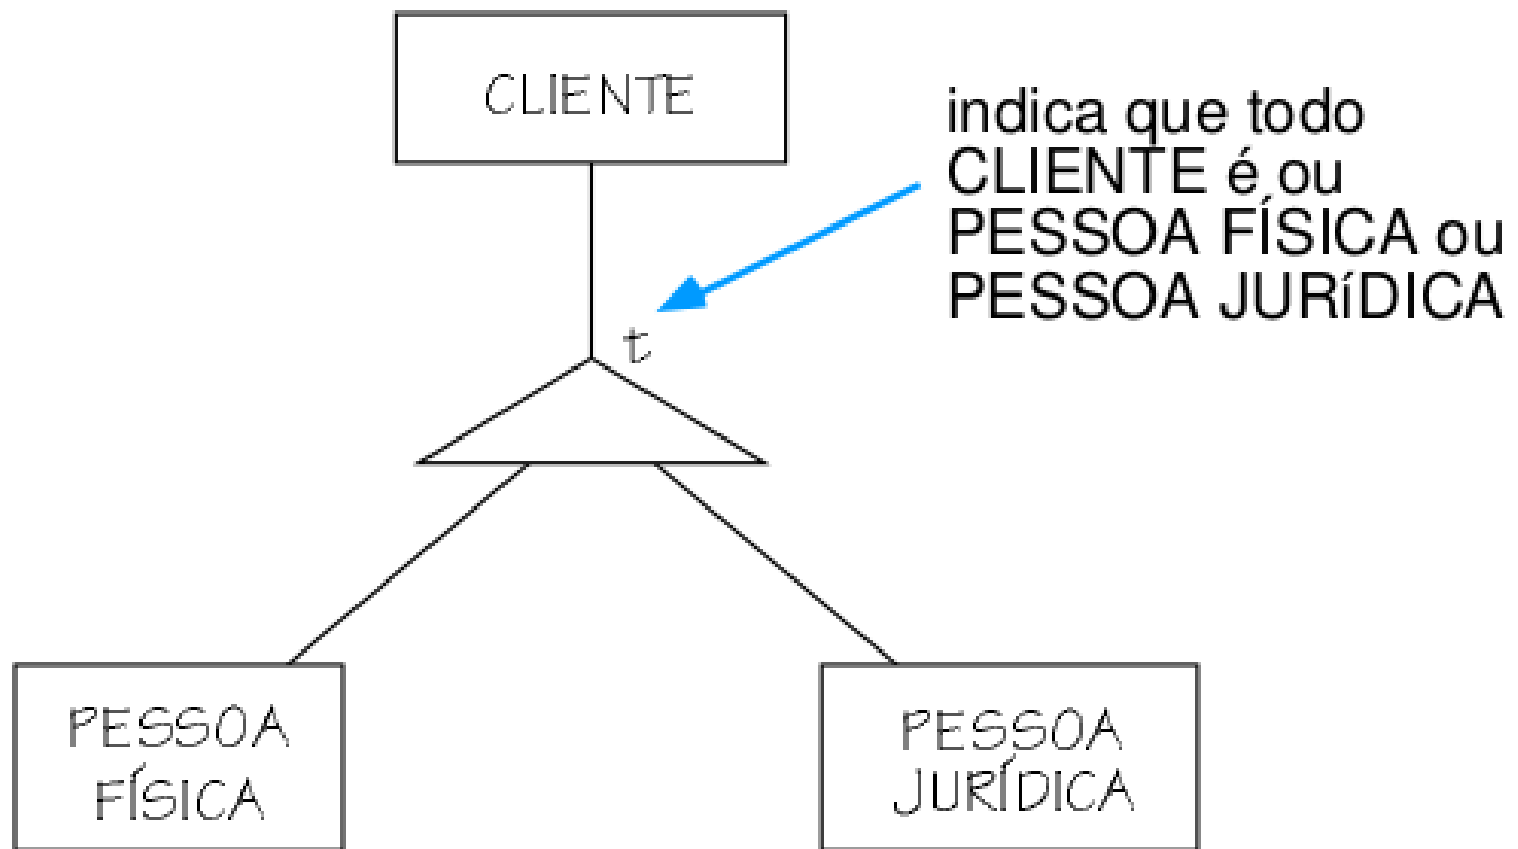 CLIENTE
indica que todo
CLIENTE é ou
PESSOA FÍSICA ou
PESSOA JURíDICA
t
PESSOA
FÍSICA
PESSOA
JURÍDICA